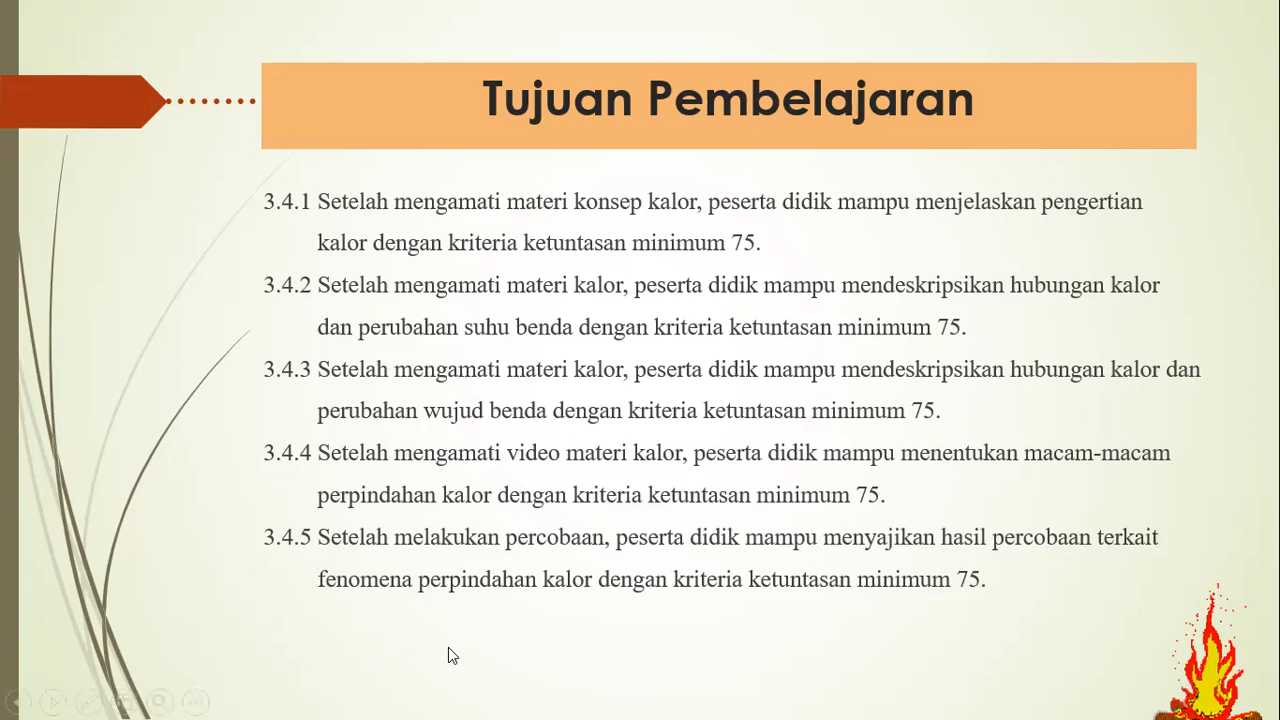 Tujuan Pembelajaran
3.4.1 Setelah mengamati materi konsep kalor, peserta didik mampu menjelaskan pengertian
kalor dengan kriteria ketuntasan minimum 75.
3.4.2 Setelah mengamati materi kalor, peserta didik mampu mendeskripsikan hubungan kalor
dan perubahan suhu benda dengan kriteria ketuntasan minimum 75.
3.4.3 Setelah mengamati materi kalor, peserta didik mampu mendeskripsikan hubungan kalor dan
perubahan wujud benda dengan kriteria ketuntasan minimum 75.
3.4.4 Setelah mengamati video materi kalor, peserta didik mampu menentukan macam-macam
perpindahan kalor dengan kriteria ketuntasan minimum 75.
3.4.5 Setelah melakukan percobaan, peserta didik mampu menyajikan hasil percobaan terkait
fenomena perpindahan kalor dengan kriteria ketuntasan minimum 75.